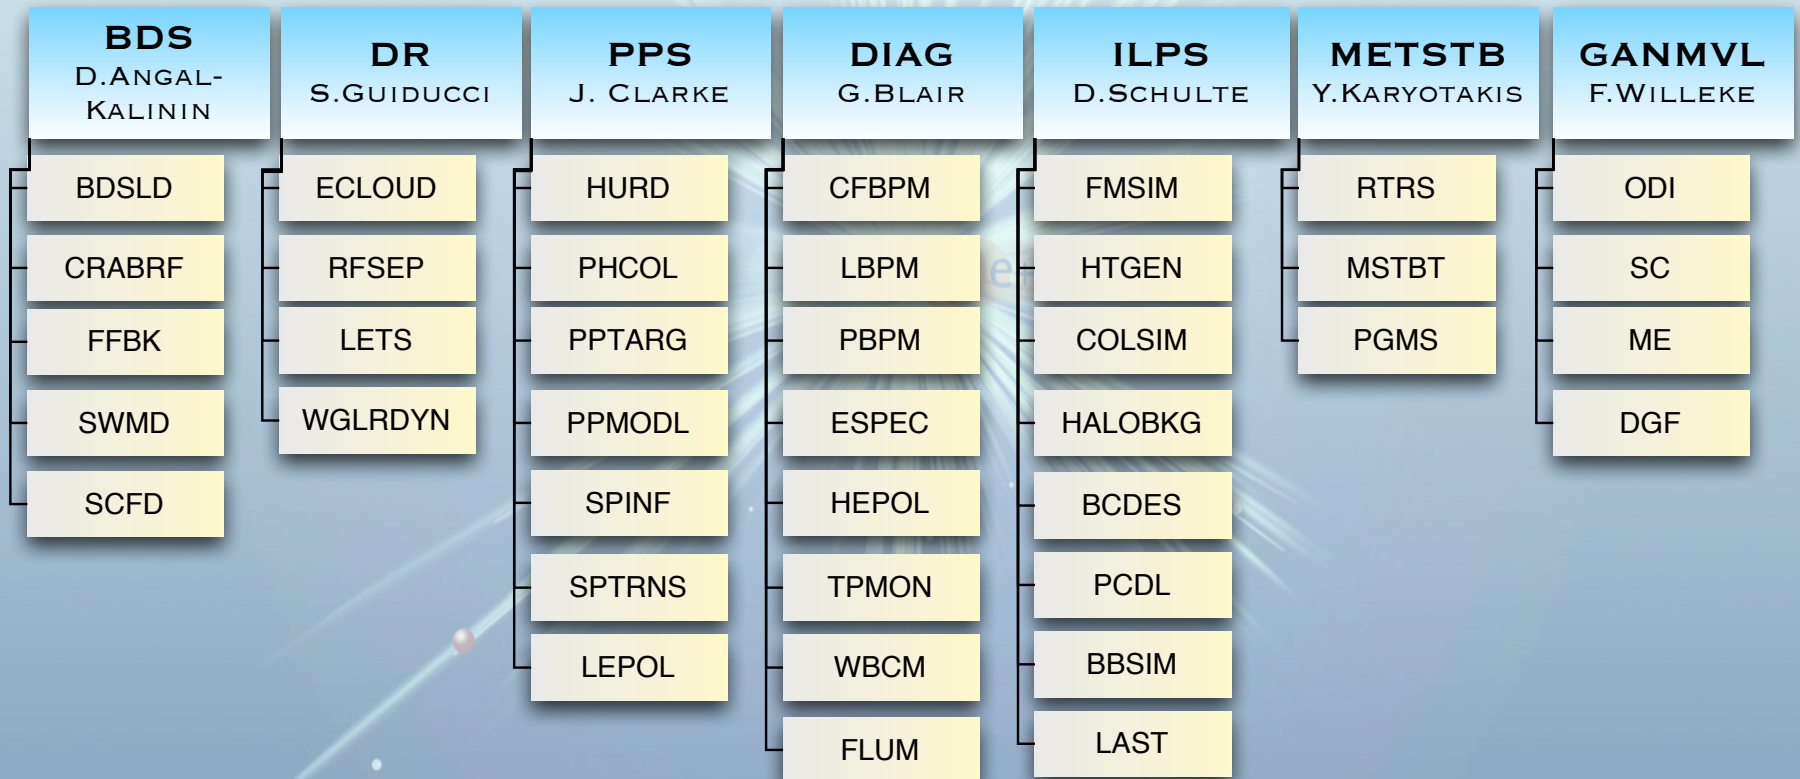 BDS
D.ANGAL-
KALININ
BDSLD
CRABRF
FFBK
SWMD
SCFD
DR
S.GUIDUCCI
ECLOUD
RFSEP
LETS
WGLRDYN
PPS
J. CLARKE
HURD
PHCOL
PPTARG
PPMODL
SPINF
SPTRNS
LEPOL
DIAG
G.BLAIR
CFBPM
LBPM
PBPM
ESPEC
HEPOL
TPMON
WBCM
FLUM
ILPS
D.SCHULTE
FMSIM
HTGEN
COLSIM
HALOBKG
BCDES
PCDL
BBSIM
LAST
METSTB
Y.KARYOTAKIS
RTRS
MSTBT
PGMS
GANMVL
F.WILLEKE
ODI
SC
ME
DGF